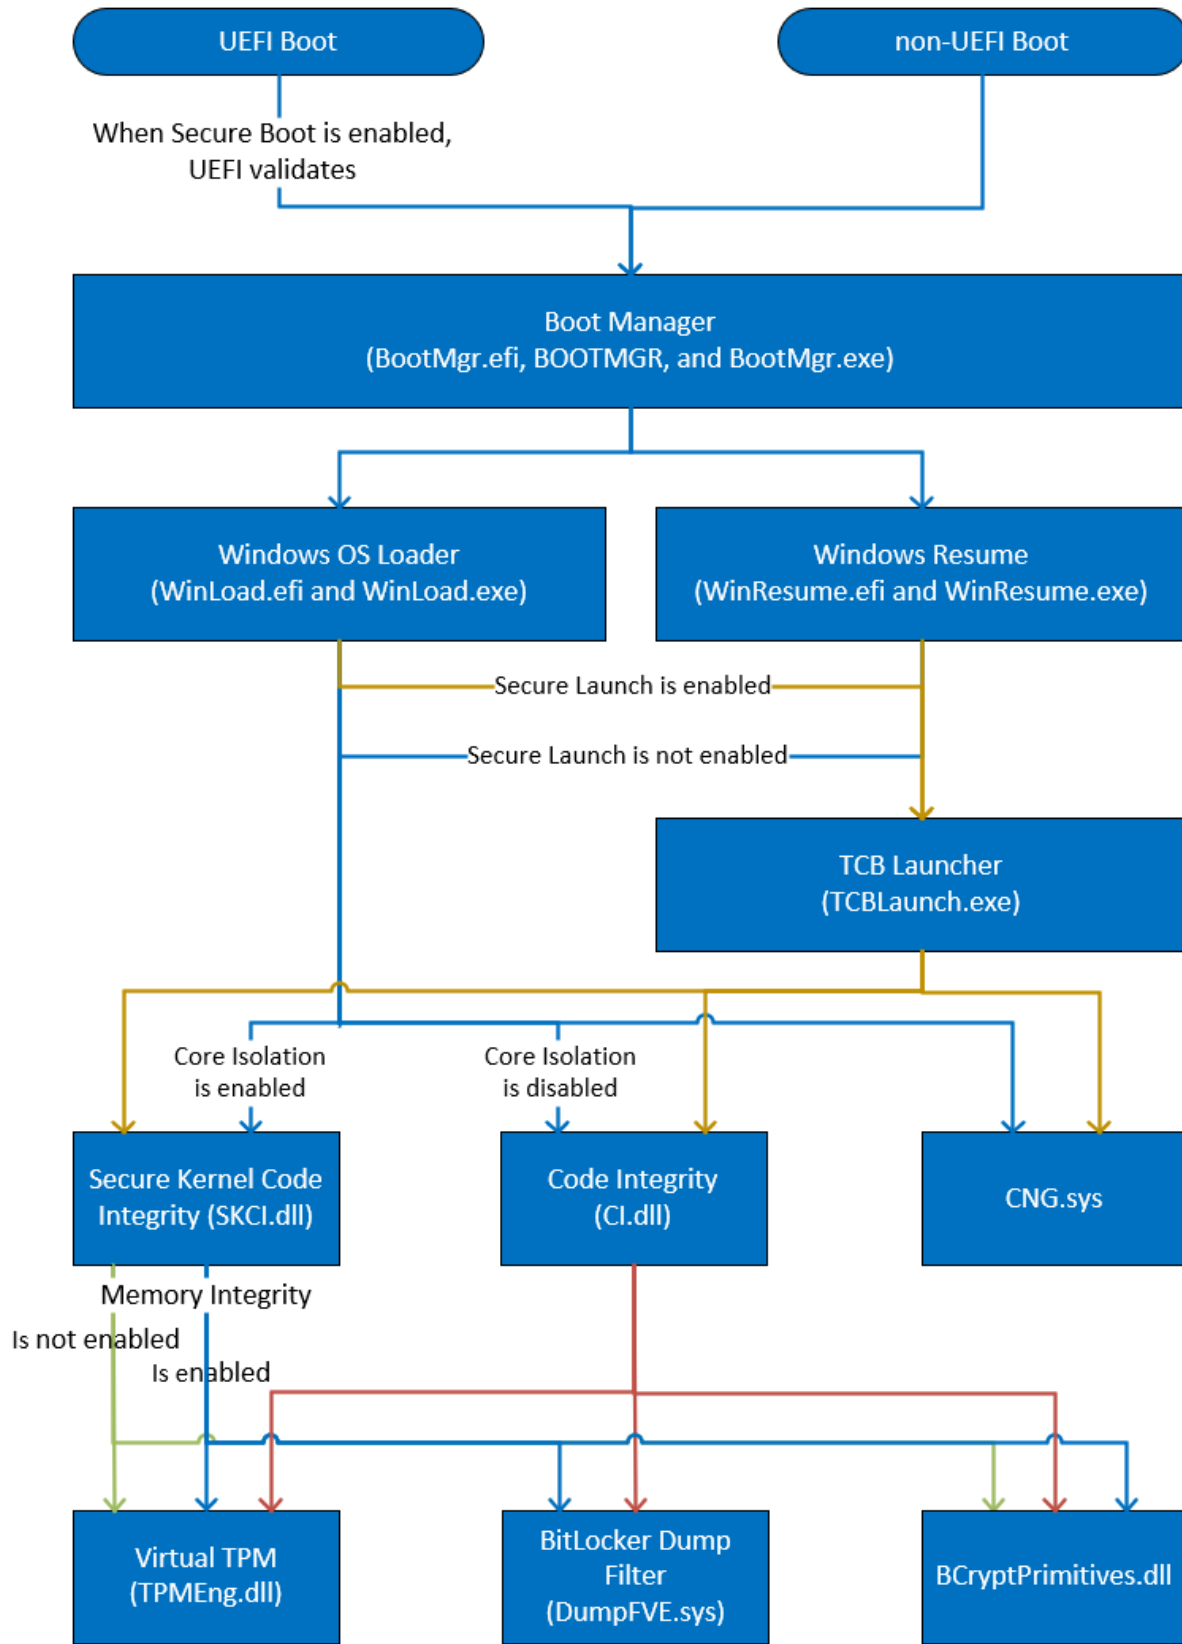 UEFI Boot
non-UEFI Boot
When Secure Boot is enabled,
UEFI validates
Boot Manager
(BootMgr.efi, BOOTMGR, and BootMgr.exe)
Windows OS Loader
(WinLoad.efi and WinLoad.exe)
Windows Resume
(WinResume.efi and WinResume.exe)
Secure Launch is enabled
Secure Launch is not enabled
TCB Launcher
(TCBLaunch.exe)
Core Isolation
is enabled
Core Isolation
is disabled
Secure Kernel Code
Integrity (SKCI.dll)
Code Integrity
(CI.dll)
CNG.sys
Memory Integrity
Is not enabled
Is enabled
Virtual TPM
(TPMEng.dll)
BitLocker Dump
Filter
(DumpFVE.sys)
BCryptPrimitives.dll